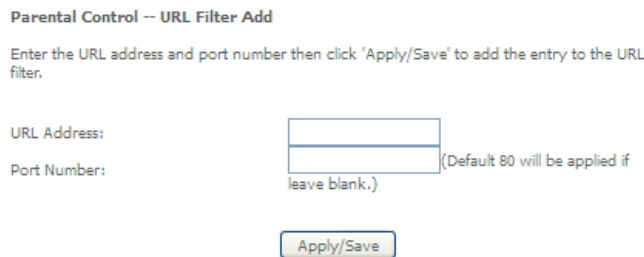 Parental Control -- URL Filter Add
Enter the URL address and port number then click 'Apply/Save' to add the entry to the URL
filter.
URL Address:
Port Number: (Default 80 will be applied if
leave blank.)
Apply/Save